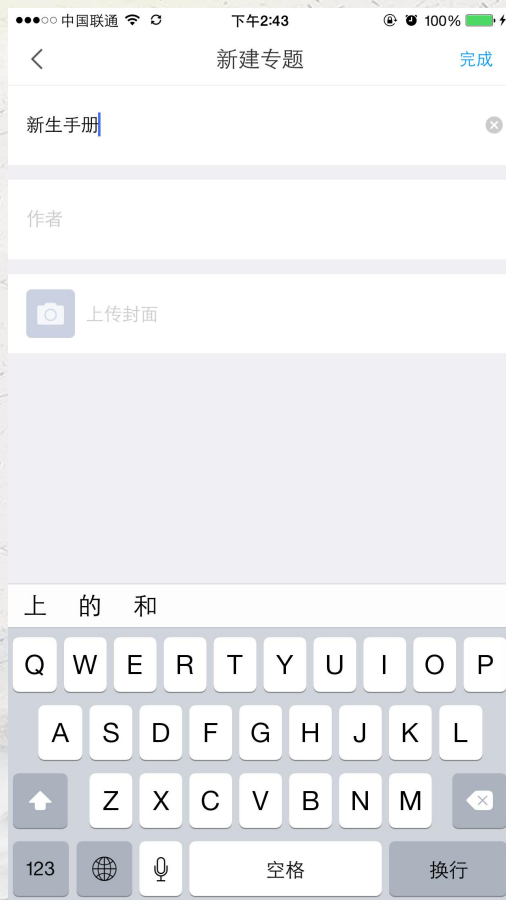 中国联通 下午2:43 100%
新建专题 完成
新生手册
作者
上传封面
上 的 和
Q W E R T Y U I O P
A S D F G H J K L
Z X C V B N M
123 空格 换行